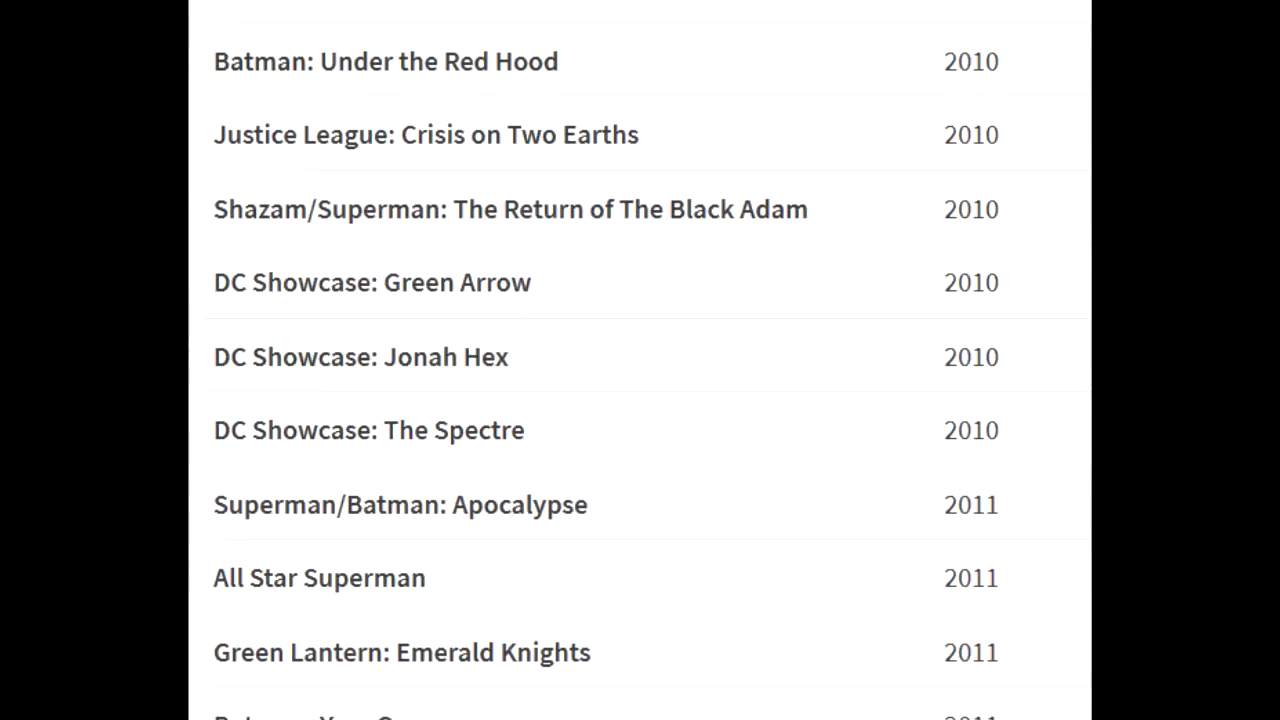 Batman: Under the Red Hood 2010
Justice League: Crisis on Two Earths 2010
Shazam/Superman: The Return of The Black Adam 2010
DC Showcase: Green Arrow 2010
DC Showcase: Jonah Hex 2010
DC Showcase: The Spectre 2010
Superman/Batman: Apocalypse 2011
All Star Superman 2011
Green Lantern: Emerald Knights 2011